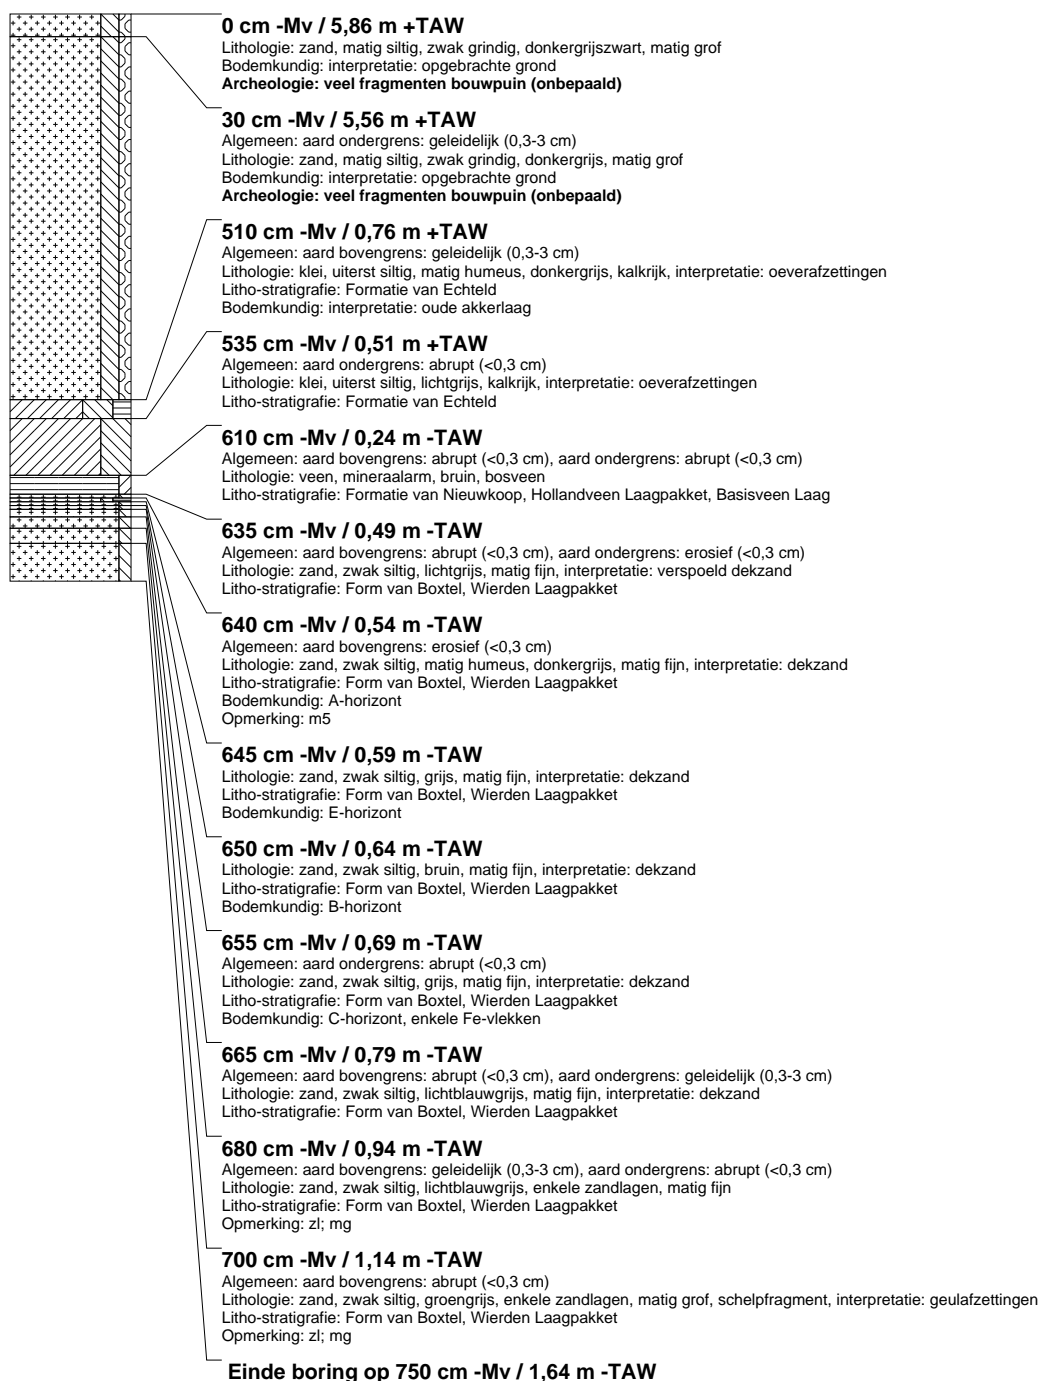 0 cm -Mv / 5,86 m +TAW
Lithologie: zand, matig siltig, zwak grindig, donkergrijszwart, matig grof
Bodemkundig: interpretatie: opgebrachte grond
Archeologie: veel fragmenten bouwpuin (onbepaald)
30 cm -Mv / 5,56 m +TAW
Algemeen: aard ondergrens: geleidelijk (0,3-3 cm)
Lithologie: zand, matig siltig, zwak grindig, donkergrijs, matig grof
Bodemkundig: interpretatie: opgebrachte grond
Archeologie: veel fragmenten bouwpuin (onbepaald)
510 cm -Mv / 0,76 m +TAW
Algemeen: aard bovengrens: geleidelijk (0,3-3 cm)
Lithologie: klei, uiterst siltig, matig humeus, donkergrijs, kalkrijk, interpretatie: oeverafzettingen
Litho-stratigrafie: Formatie van Echteld
Bodemkundig: interpretatie: oude akkerlaag
535 cm -Mv / 0,51 m +TAW
Algemeen: aard ondergrens: abrupt (<0,3 cm)
Lithologie: klei, uiterst siltig, lichtgrijs, kalkrijk, interpretatie: oeverafzettingen
Litho-stratigrafie: Formatie van Echteld
610 cm -Mv / 0,24 m -TAW
Algemeen: aard bovengrens: abrupt (<0,3 cm), aard ondergrens: abrupt (<0,3 cm)
Lithologie: veen, mineraalarm, bruin, bosveen
Litho-stratigrafie: Formatie van Nieuwkoop, Hollandveen Laagpakket, Basisveen Laag
635 cm -Mv / 0,49 m -TAW
Algemeen: aard bovengrens: abrupt (<0,3 cm), aard ondergrens: erosief (<0,3 cm)
Lithologie: zand, zwak siltig, lichtgrijs, matig fijn, interpretatie: verspoeld dekzand
Litho-stratigrafie: Form van Boxtel, Wierden Laagpakket
640 cm -Mv / 0,54 m -TAW
Algemeen: aard bovengrens: erosief (<0,3 cm)
Lithologie: zand, zwak siltig, matig humeus, donkergrijs, matig fijn, interpretatie: dekzand
Litho-stratigrafie: Form van Boxtel, Wierden Laagpakket
Bodemkundig: A-horizont
Opmerking: m5
645 cm -Mv / 0,59 m -TAW
Lithologie: zand, zwak siltig, grijs, matig fijn, interpretatie: dekzand
Litho-stratigrafie: Form van Boxtel, Wierden Laagpakket
Bodemkundig: E-horizont
650 cm -Mv / 0,64 m -TAW
Lithologie: zand, zwak siltig, bruin, matig fijn, interpretatie: dekzand
Litho-stratigrafie: Form van Boxtel, Wierden Laagpakket
Bodemkundig: B-horizont
655 cm -Mv / 0,69 m -TAW
Algemeen: aard ondergrens: abrupt (<0,3 cm)
Lithologie: zand, zwak siltig, grijs, matig fijn, interpretatie: dekzand
Litho-stratigrafie: Form van Boxtel, Wierden Laagpakket
Bodemkundig: C-horizont, enkele Fe-vlekken
665 cm -Mv / 0,79 m -TAW
Algemeen: aard bovengrens: abrupt (<0,3 cm), aard ondergrens: geleidelijk (0,3-3 cm)
Lithologie: zand, zwak siltig, lichtblauwgrijs, matig fijn, interpretatie: dekzand
Litho-stratigrafie: Form van Boxtel, Wierden Laagpakket
680 cm -Mv / 0,94 m -TAW
Algemeen: aard bovengrens: geleidelijk (0,3-3 cm), aard ondergrens: abrupt (<0,3 cm)
Lithologie: zand, zwak siltig, lichtblauwgrijs, enkele zandlagen, matig fijn
Litho-stratigrafie: Form van Boxtel, Wierden Laagpakket
Opmerking: zl; mg
700 cm -Mv / 1,14 m -TAW
Algemeen: aard bovengrens: abrupt (<0,3 cm)
Lithologie: zand, zwak siltig, groengrijs, enkele zandlagen, matig grof, schelpfragment, interpretatie: geulafzettingen
Litho-stratigrafie: Form van Boxtel, Wierden Laagpakket
Opmerking: zl; mg
Einde boring op 750 cm -Mv / 1,64 m -TAW